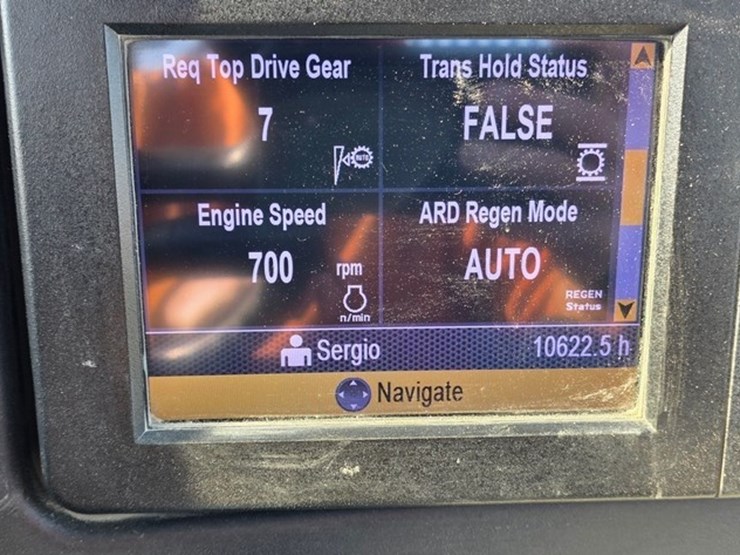 Req Top Drive Gear
7
AUTO
Trans Hold Status
FALSE
Engine Speed
700 rpm
n/min
ARD Regen Mode
AUTO
REGEN
Status
Sergio 10622.5 h
Navigate